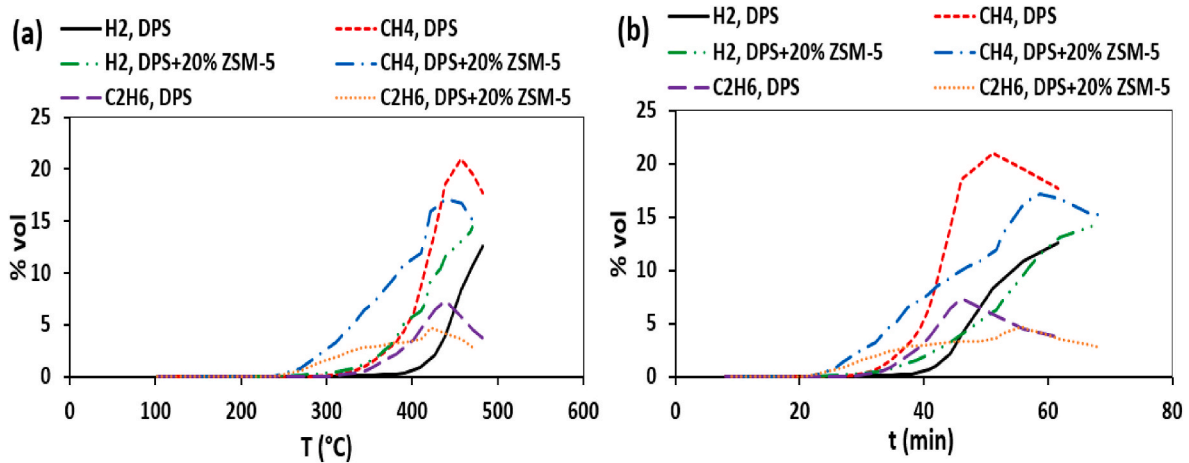 (a)
H2, DPS
CH4, DPS
H2, DPS+20% ZSM-5
CH4, DPS+20% ZSM-5
C2H6, DPS
C2H6, DPS+20% ZSM-5
25
20
15
10
5
0
% vol
0 100 200 300 400 500 600
T (°C)
(b)
H2, DPS
CH4, DPS
H2, DPS+20% ZSM-5
CH4, DPS+20% ZSM-5
C2H6, DPS
C2H6, DPS+20% ZSM-5
25
20
15
10
5
0
% vol
0 20 40 60 80
t (min)